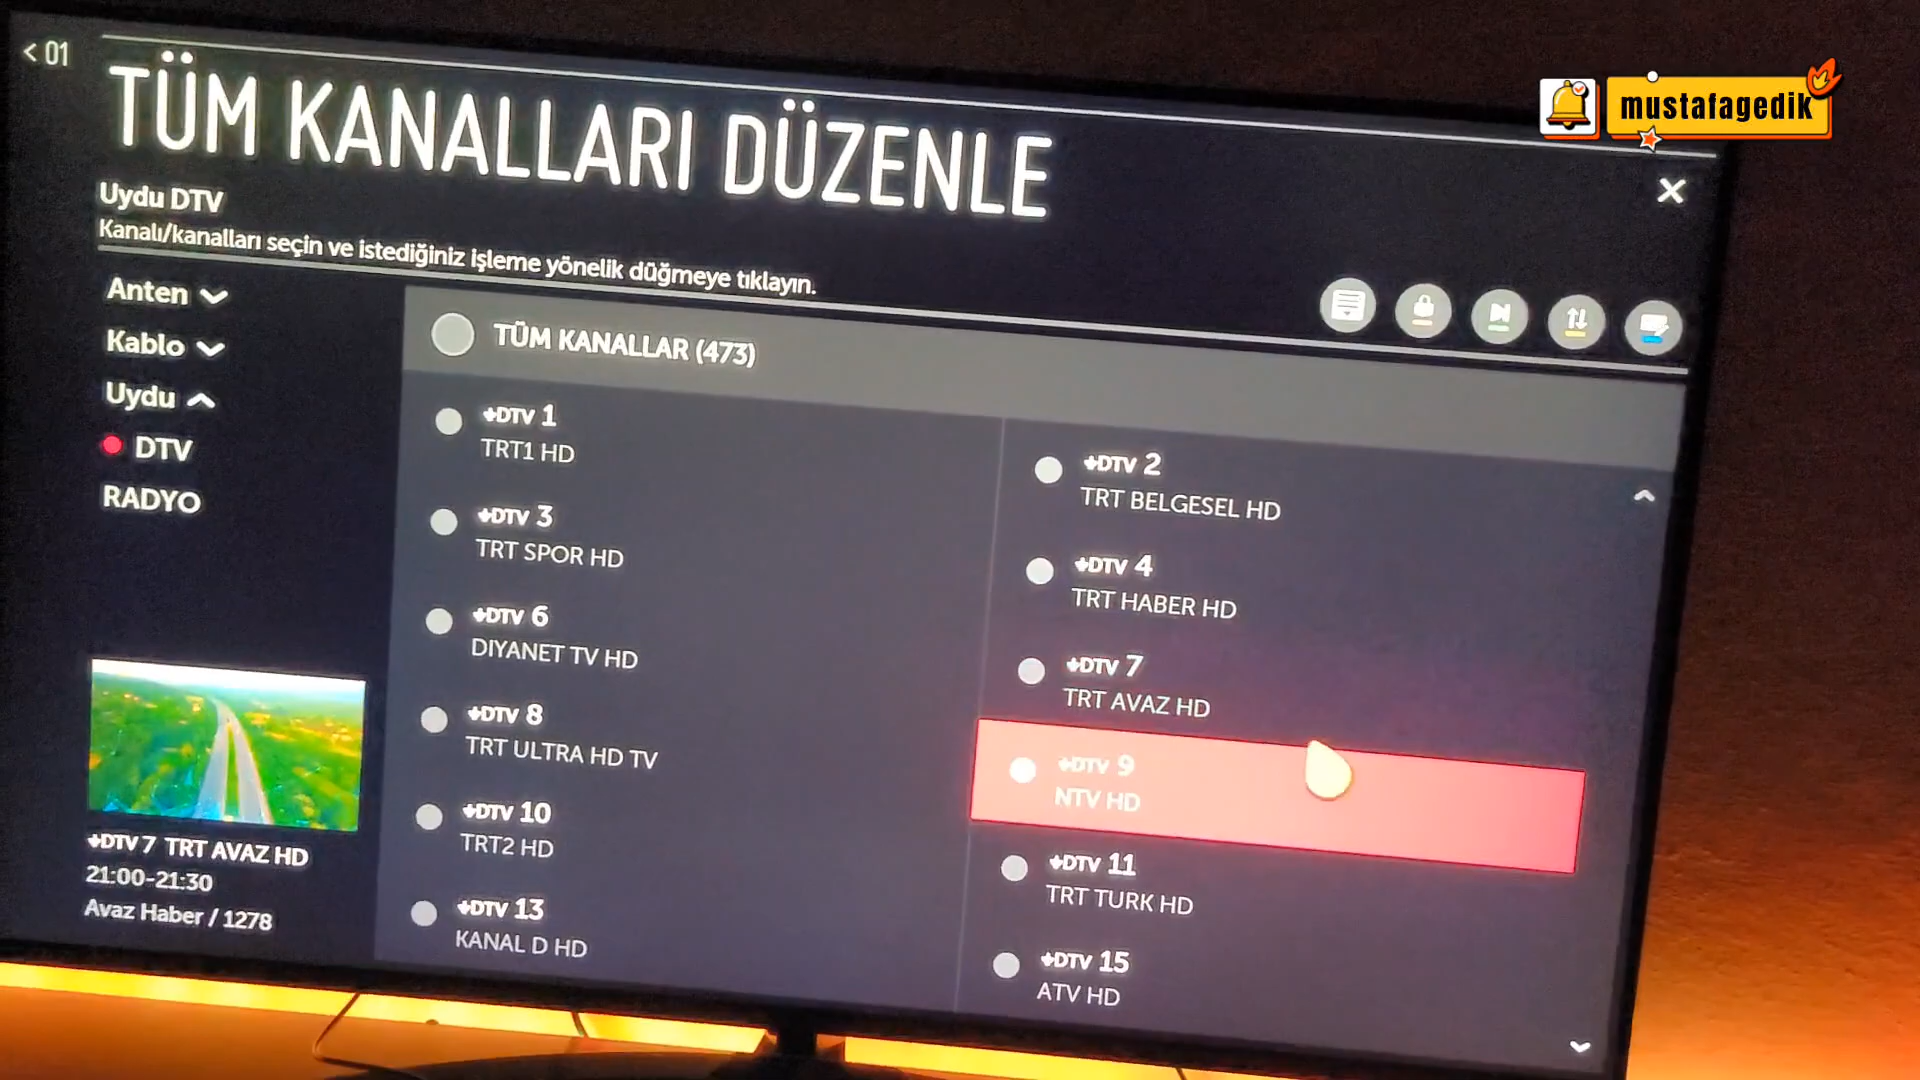 < 01
TÜM KANALLARI DÜZENLE
Uydu DTV
Kanalı/kanalları seçin ve istediğiniz işleme yönelik düğmeye tıklayın.
Anten
Kablo
Uydu
DTV
RADYO
TÜM KANALLAR (473)
DTV 1
TRT1 HD
DTV 2
TRT BELGESEL HD
DTV 3
TRT SPOR HD
DTV 4
TRT HABER HD
DTV 6
DIYANET TV HD
DTV 7
TRT AVAZ HD
DTV 8
TRT ULTRA HD TV
DTV 9
NTV HD
DTV 10
TRT2 HD
DTV 11
TRT TURK HD
DTV 13
KANAL D HD
DTV 15
ATV HD
DTV 7 TRT AVAZ HD
21:00-21:30
Avaz Haber / 1278
mustafagedik